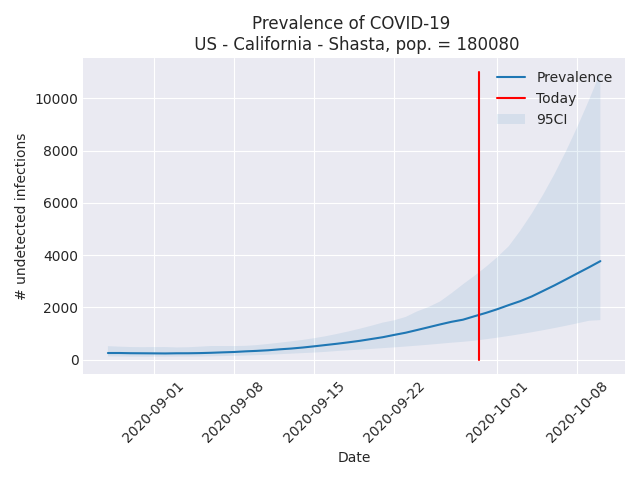 Prevalence of COVID-19
US - California - Shasta, pop. = 180080
# undetected infections
10000
8000
6000
4000
2000
0
Prevalence
Today
95CI
2020-09-01
2020-09-08
2020-09-15
2020-09-22
2020-10-01
2020-10-08
Date